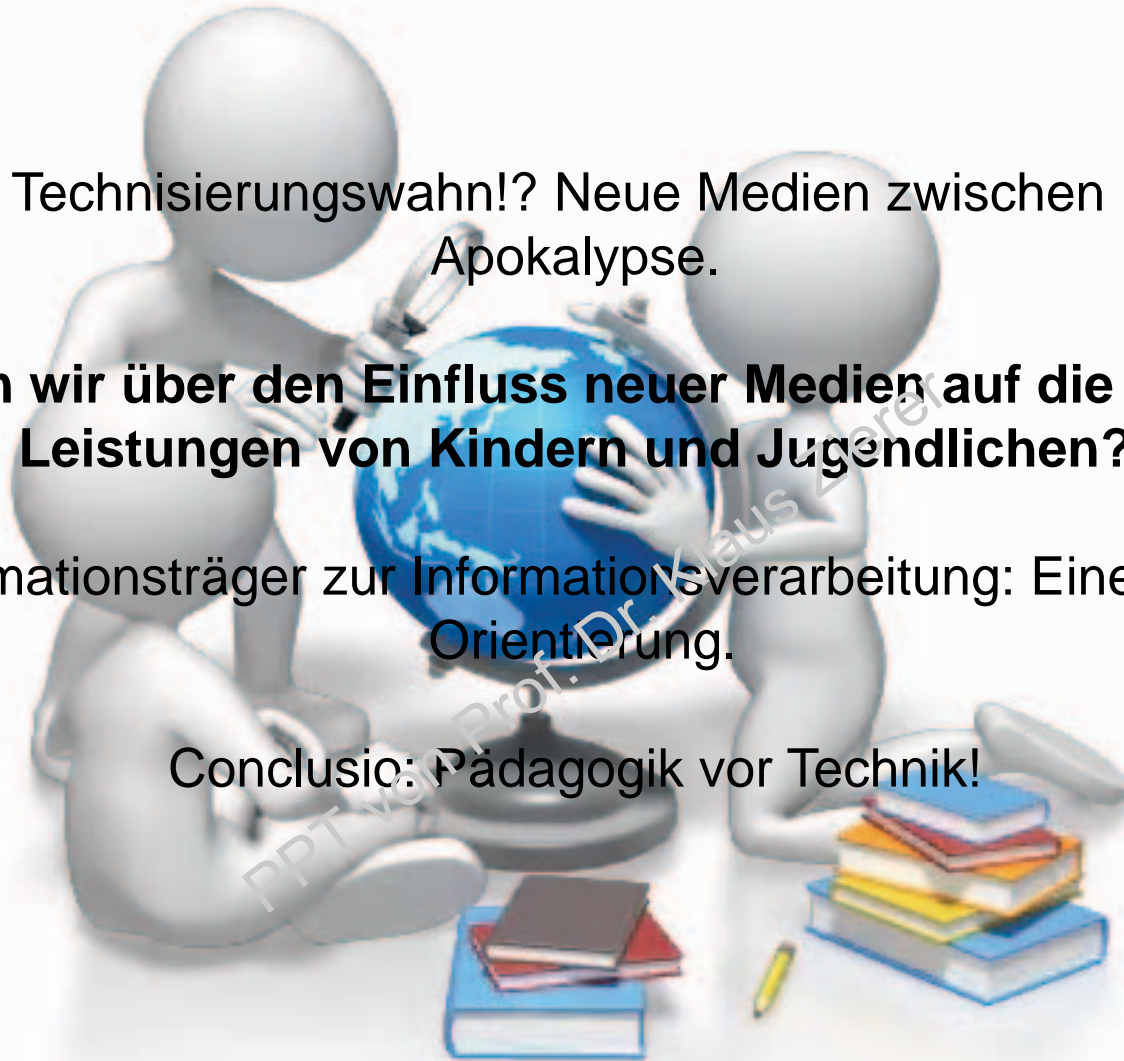 Technisierungswahn!? Neue Medien zwischen
Apokalypse.
n wir über den Einfluss neuer Medien auf die
Leistungen von Kindern und Jugendlichen?
mationsträger zur Informationsverarbeitung: Eine
Orientierung.
Conclusio: Pädagogik vor Technik!
PPT von Prof. Dr. Klaus Zierer